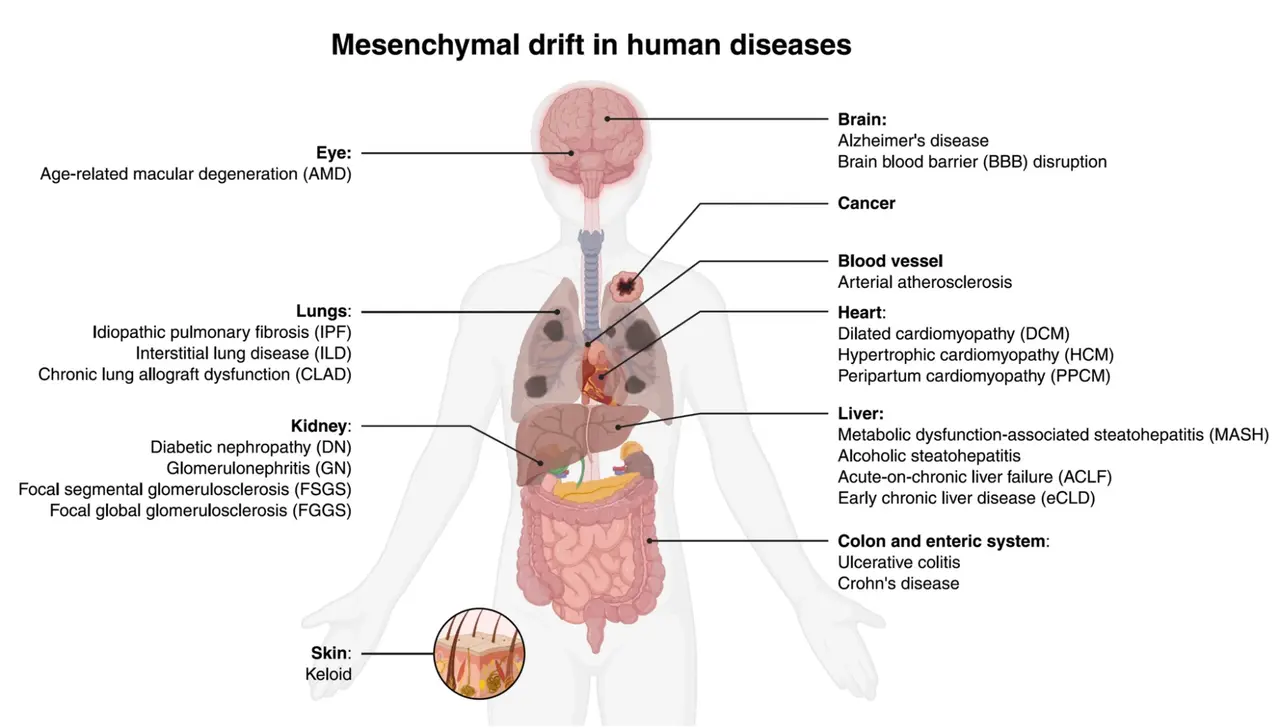 Mesenchymal drift in human diseases
Eye:
Age-related macular degeneration (AMD)
Lungs:
Idiopathic pulmonary fibrosis (IPF)
Interstitial lung disease (ILD)
Chronic lung allograft dysfunction (CLAD)
Kidney:
Diabetic nephropathy (DN)
Glomerulonephritis (GN)
Focal segmental glomerulosclerosis (FSGS)
Focal global glomerulosclerosis (FGGS)
Skin:
Keloid
Brain:
Alzheimer's disease
Brain blood barrier (BBB) disruption
Cancer
Blood vessel
Arterial atherosclerosis
Heart:
Dilated cardiomyopathy (DCM)
Hypertrophic cardiomyopathy (HCM)
Peripartum cardiomyopathy (PPCM)
Liver:
Metabolic dysfunction-associated steatohepatitis (MASH)
Alcoholic steatohepatitis
Acute-on-chronic liver failure (ACLF)
Early chronic liver disease (eCLD)
Colon and enteric system:
Ulcerative colitis
Crohn's disease